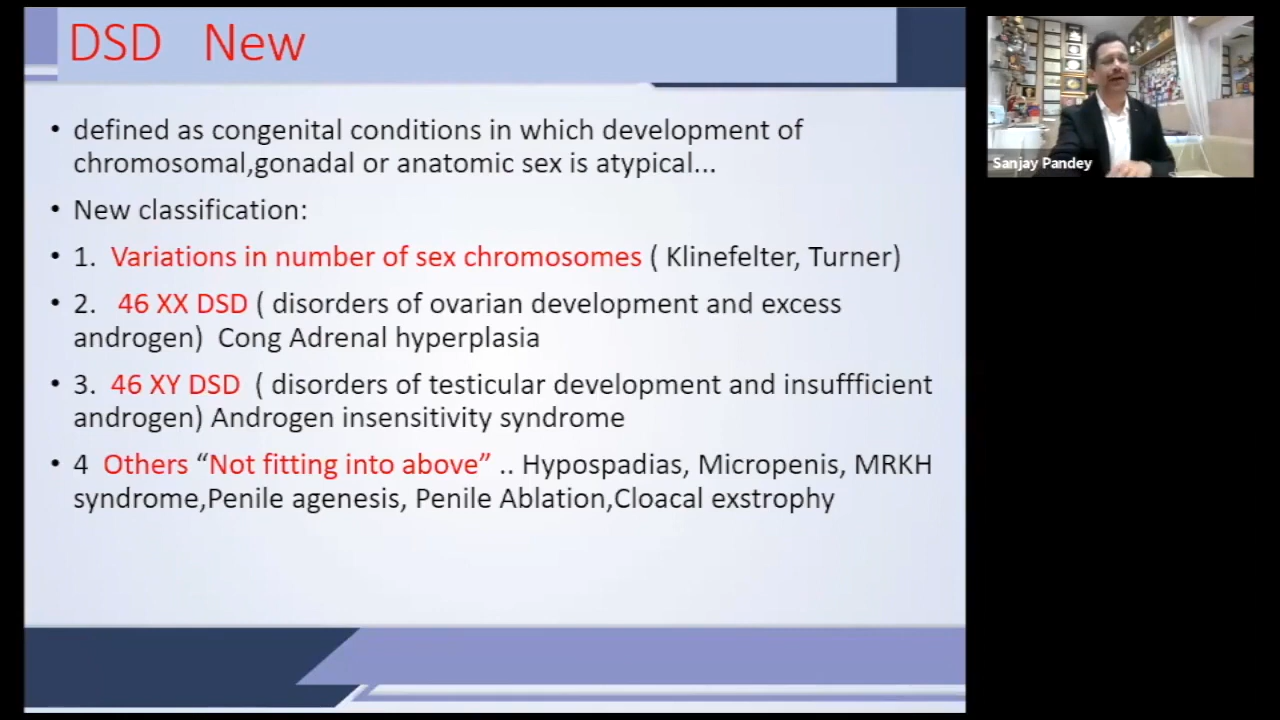 DSD New
• defined as congenital conditions in which development of
chromosomal,gonadal or anatomic sex is atypical...
• New classification:
• 1. Variations in number of sex chromosomes ( Klinefelter, Turner)
• 2. 46 XX DSD ( disorders of ovarian development and excess
androgen) Cong Adrenal hyperplasia
• 3. 46 XY DSD ( disorders of testicular development and insuffficient
androgen) Androgen insensitivity syndrome
• 4 Others “Not fitting into above” .. Hypospadias, Micropenis, MRKH
syndrome,Penile agenesis, Penile Ablation,Cloacal exstrophy
Sanjay Pandey